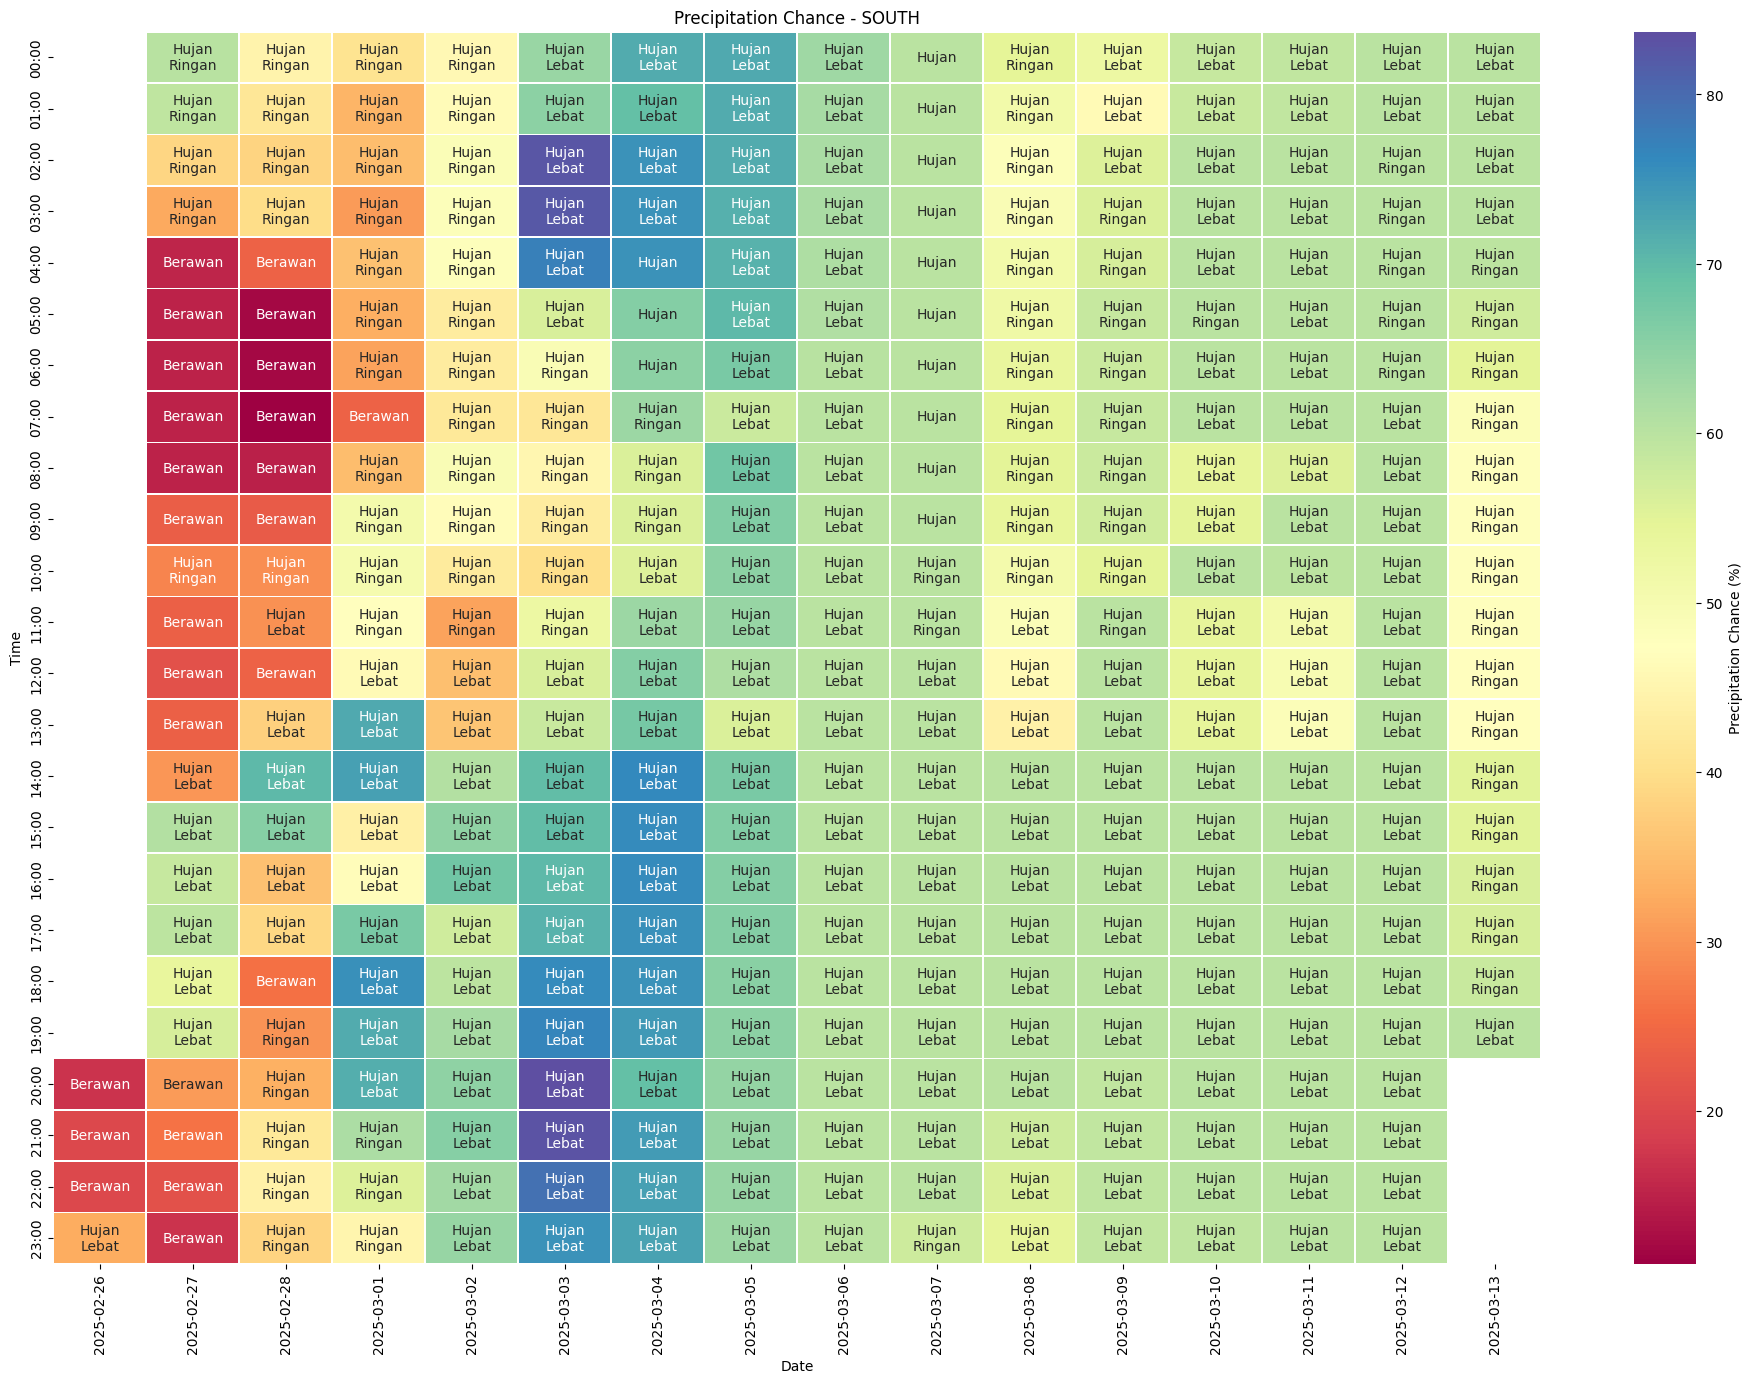 Precipitation Chance - SOUTH
Time
00:00 Hujan Ringan Hujan Ringan Hujan Ringan Hujan Ringan Hujan Lebat Hujan Lebat Hujan Lebat Hujan Lebat Hujan Hujan Ringan Hujan Lebat Hujan Lebat Hujan Lebat Hujan Lebat Hujan Lebat
01:00 Hujan Ringan Hujan Ringan Hujan Ringan Hujan Ringan Hujan Lebat Hujan Lebat Hujan Lebat Hujan Lebat Hujan Hujan Ringan Hujan Lebat Hujan Lebat Hujan Lebat Hujan Lebat Hujan Lebat
02:00 Hujan Ringan Hujan Ringan Hujan Ringan Hujan Ringan Hujan Lebat Hujan Lebat Hujan Lebat Hujan Lebat Hujan Hujan Ringan Hujan Lebat Hujan Lebat Hujan Lebat Hujan Ringan Hujan Lebat
03:00 Hujan Ringan Hujan Ringan Hujan Ringan Hujan Ringan Hujan Lebat Hujan Lebat Hujan Lebat Hujan Lebat Hujan Hujan Ringan Hujan Ringan Hujan Lebat Hujan Lebat Hujan Ringan Hujan Lebat
04:00 Berawan Berawan Hujan Ringan Hujan Ringan Hujan Lebat Hujan Hujan Lebat Hujan Lebat Hujan Hujan Ringan Hujan Ringan Hujan Lebat Hujan Lebat Hujan Ringan Hujan Ringan
05:00 Berawan Berawan Hujan Ringan Hujan Ringan Hujan Lebat Hujan Hujan Lebat Hujan Lebat Hujan Hujan Ringan Hujan Ringan Hujan Ringan Hujan Lebat Hujan Ringan Hujan Ringan
06:00 Berawan Berawan Hujan Ringan Hujan Ringan Hujan Ringan Hujan Hujan Lebat Hujan Lebat Hujan Hujan Ringan Hujan Ringan Hujan Lebat Hujan Lebat Hujan Ringan Hujan Ringan
07:00 Berawan Berawan Berawan Hujan Ringan Hujan Ringan Hujan Ringan Hujan Lebat Hujan Lebat Hujan Hujan Ringan Hujan Ringan Hujan Lebat Hujan Lebat Hujan Lebat Hujan Ringan
08:00 Berawan Berawan Hujan Ringan Hujan Ringan Hujan Ringan Hujan Ringan Hujan Lebat Hujan Lebat Hujan Hujan Ringan Hujan Ringan Hujan Lebat Hujan Lebat Hujan Lebat Hujan Ringan
09:00 Berawan Berawan Hujan Ringan Hujan Ringan Hujan Ringan Hujan Ringan Hujan Lebat Hujan Lebat Hujan Hujan Ringan Hujan Ringan Hujan Lebat Hujan Lebat Hujan Lebat Hujan Ringan
10:00 Hujan Ringan Hujan Ringan Hujan Ringan Hujan Ringan Hujan Ringan Hujan Lebat Hujan Lebat Hujan Lebat Hujan Ringan Hujan Ringan Hujan Ringan Hujan Lebat Hujan Lebat Hujan Lebat Hujan Ringan
11:00 Berawan Hujan Lebat Hujan Ringan Hujan Ringan Hujan Ringan Hujan Lebat Hujan Lebat Hujan Lebat Hujan Ringan Hujan Lebat Hujan Ringan Hujan Lebat Hujan Lebat Hujan Lebat Hujan Ringan
12:00 Berawan Berawan Hujan Lebat Hujan Lebat Hujan Lebat Hujan Lebat Hujan Lebat Hujan Lebat Hujan Lebat Hujan Lebat Hujan Lebat Hujan Lebat Hujan Lebat Hujan Lebat Hujan Ringan
13:00 Berawan Hujan Lebat Hujan Lebat Hujan Lebat Hujan Lebat Hujan Lebat Hujan Lebat Hujan Lebat Hujan Lebat Hujan Lebat Hujan Lebat Hujan Lebat Hujan Lebat Hujan Lebat Hujan Ringan
14:00 Hujan Lebat Hujan Lebat Hujan Lebat Hujan Lebat Hujan Lebat Hujan Lebat Hujan Lebat Hujan Lebat Hujan Lebat Hujan Lebat Hujan Lebat Hujan Lebat Hujan Lebat Hujan Lebat Hujan Ringan
15:00 Hujan Lebat Hujan Lebat Hujan Lebat Hujan Lebat Hujan Lebat Hujan Lebat Hujan Lebat Hujan Lebat Hujan Lebat Hujan Lebat Hujan Lebat Hujan Lebat Hujan Lebat Hujan Lebat Hujan Ringan
16:00 Hujan Lebat Hujan Lebat Hujan Lebat Hujan Lebat Hujan Lebat Hujan Lebat Hujan Lebat Hujan Lebat Hujan Lebat Hujan Lebat Hujan Lebat Hujan Lebat Hujan Lebat Hujan Lebat Hujan Ringan
17:00 Hujan Lebat Hujan Lebat Hujan Lebat Hujan Lebat Hujan Lebat Hujan Lebat Hujan Lebat Hujan Lebat Hujan Lebat Hujan Lebat Hujan Lebat Hujan Lebat Hujan Lebat Hujan Lebat Hujan Ringan
18:00 Hujan Lebat Berawan Hujan Lebat Hujan Lebat Hujan Lebat Hujan Lebat Hujan Lebat Hujan Lebat Hujan Lebat Hujan Lebat Hujan Lebat Hujan Lebat Hujan Lebat Hujan Lebat Hujan Ringan
19:00 Hujan Lebat Hujan Ringan Hujan Lebat Hujan Lebat Hujan Lebat Hujan Lebat Hujan Lebat Hujan Lebat Hujan Lebat Hujan Lebat Hujan Lebat Hujan Lebat Hujan Lebat Hujan Lebat Hujan Lebat
20:00 Berawan Berawan Hujan Ringan Hujan Lebat Hujan Lebat Hujan Lebat Hujan Lebat Hujan Lebat Hujan Lebat Hujan Lebat Hujan Lebat Hujan Lebat Hujan Lebat Hujan Lebat Hujan Lebat
21:00 Berawan Berawan Hujan Ringan Hujan Ringan Hujan Lebat Hujan Lebat Hujan Lebat Hujan Lebat Hujan Lebat Hujan Lebat Hujan Lebat Hujan Lebat Hujan Lebat Hujan Lebat Hujan Lebat
22:00 Berawan Berawan Hujan Ringan Hujan Ringan Hujan Lebat Hujan Lebat Hujan Lebat Hujan Lebat Hujan Lebat Hujan Lebat Hujan Lebat Hujan Lebat Hujan Lebat Hujan Lebat Hujan Lebat
23:00 Hujan Lebat Berawan Hujan Ringan Hujan Ringan Hujan Lebat Hujan Lebat Hujan Lebat Hujan Lebat Hujan Lebat Hujan Ringan Hujan Lebat Hujan Lebat Hujan Lebat Hujan Lebat Hujan Lebat
2025-02-26 2025-02-27 2025-02-28 2025-03-01 2025-03-02 2025-03-03 2025-03-04 2025-03-05 2025-03-06 2025-03-07 2025-03-08 2025-03-09 2025-03-10 2025-03-11 2025-03-12 2025-03-13
Date
80
70
60
50
40
30
20
Precipitation Chance (%)